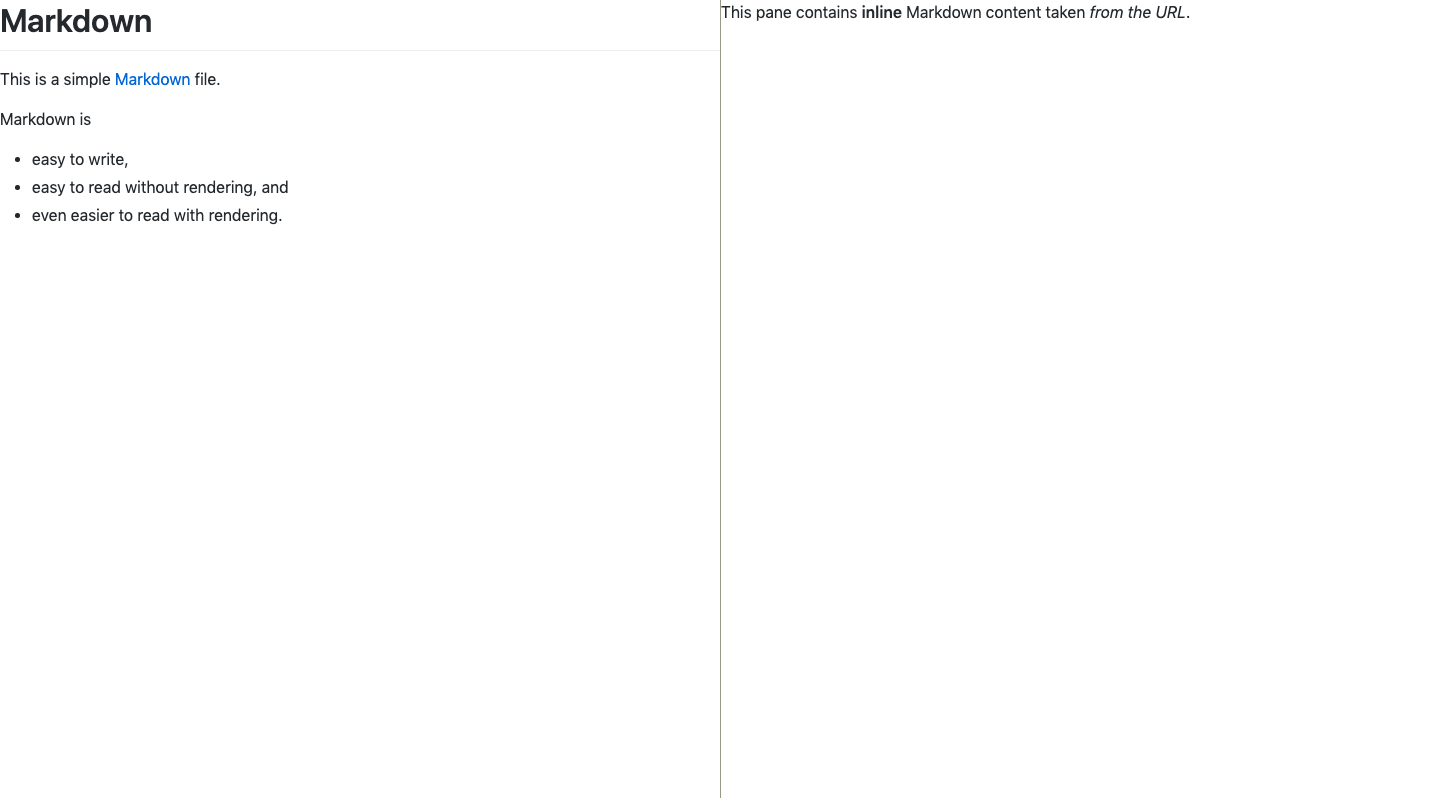 Markdown
This is a simple Markdown file.
Markdown is
easy to write,
easy to read without rendering, and
even easier to read with rendering.
This pane contains inline Markdown content taken from the URL.